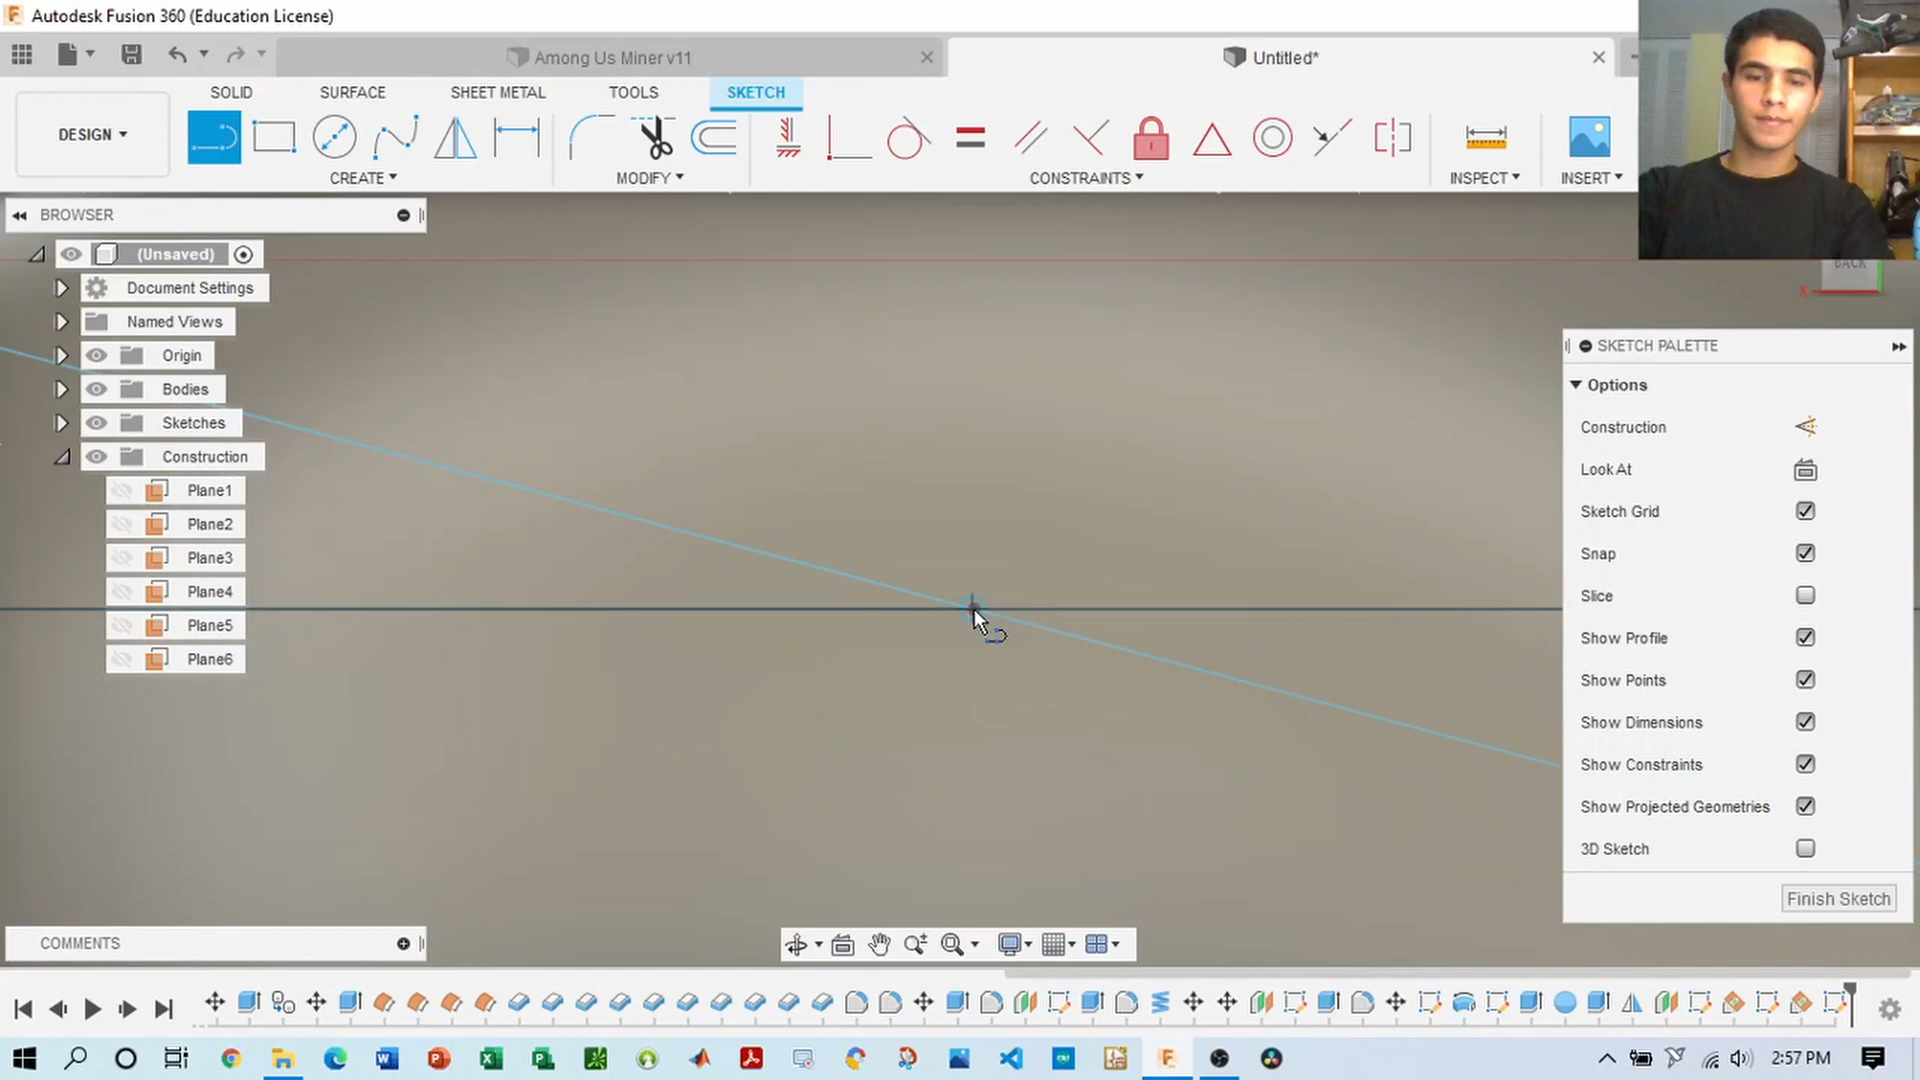 Autodesk Fusion 360 (Education License)
Among Us Miner v11
Untitled*
SOLID
SURFACE
SHEET METAL
TOOLS
SKETCH
DESIGN
CREATE
MODIFY
CONSTRAINTS
INSPECT
INSERT
BROWSER
(Unsaved)
Document Settings
Named Views
Origin
Bodies
Sketches
Construction
Plane1
Plane2
Plane3
Plane4
Plane5
Plane6
BACK
X
SKETCH PALETTE
Options
Construction
Look At
Sketch Grid
Snap
Slice
Show Profile
Show Points
Show Dimensions
Show Constraints
Show Projected Geometries
3D Sketch
Finish Sketch
COMMENTS
2:57 PM